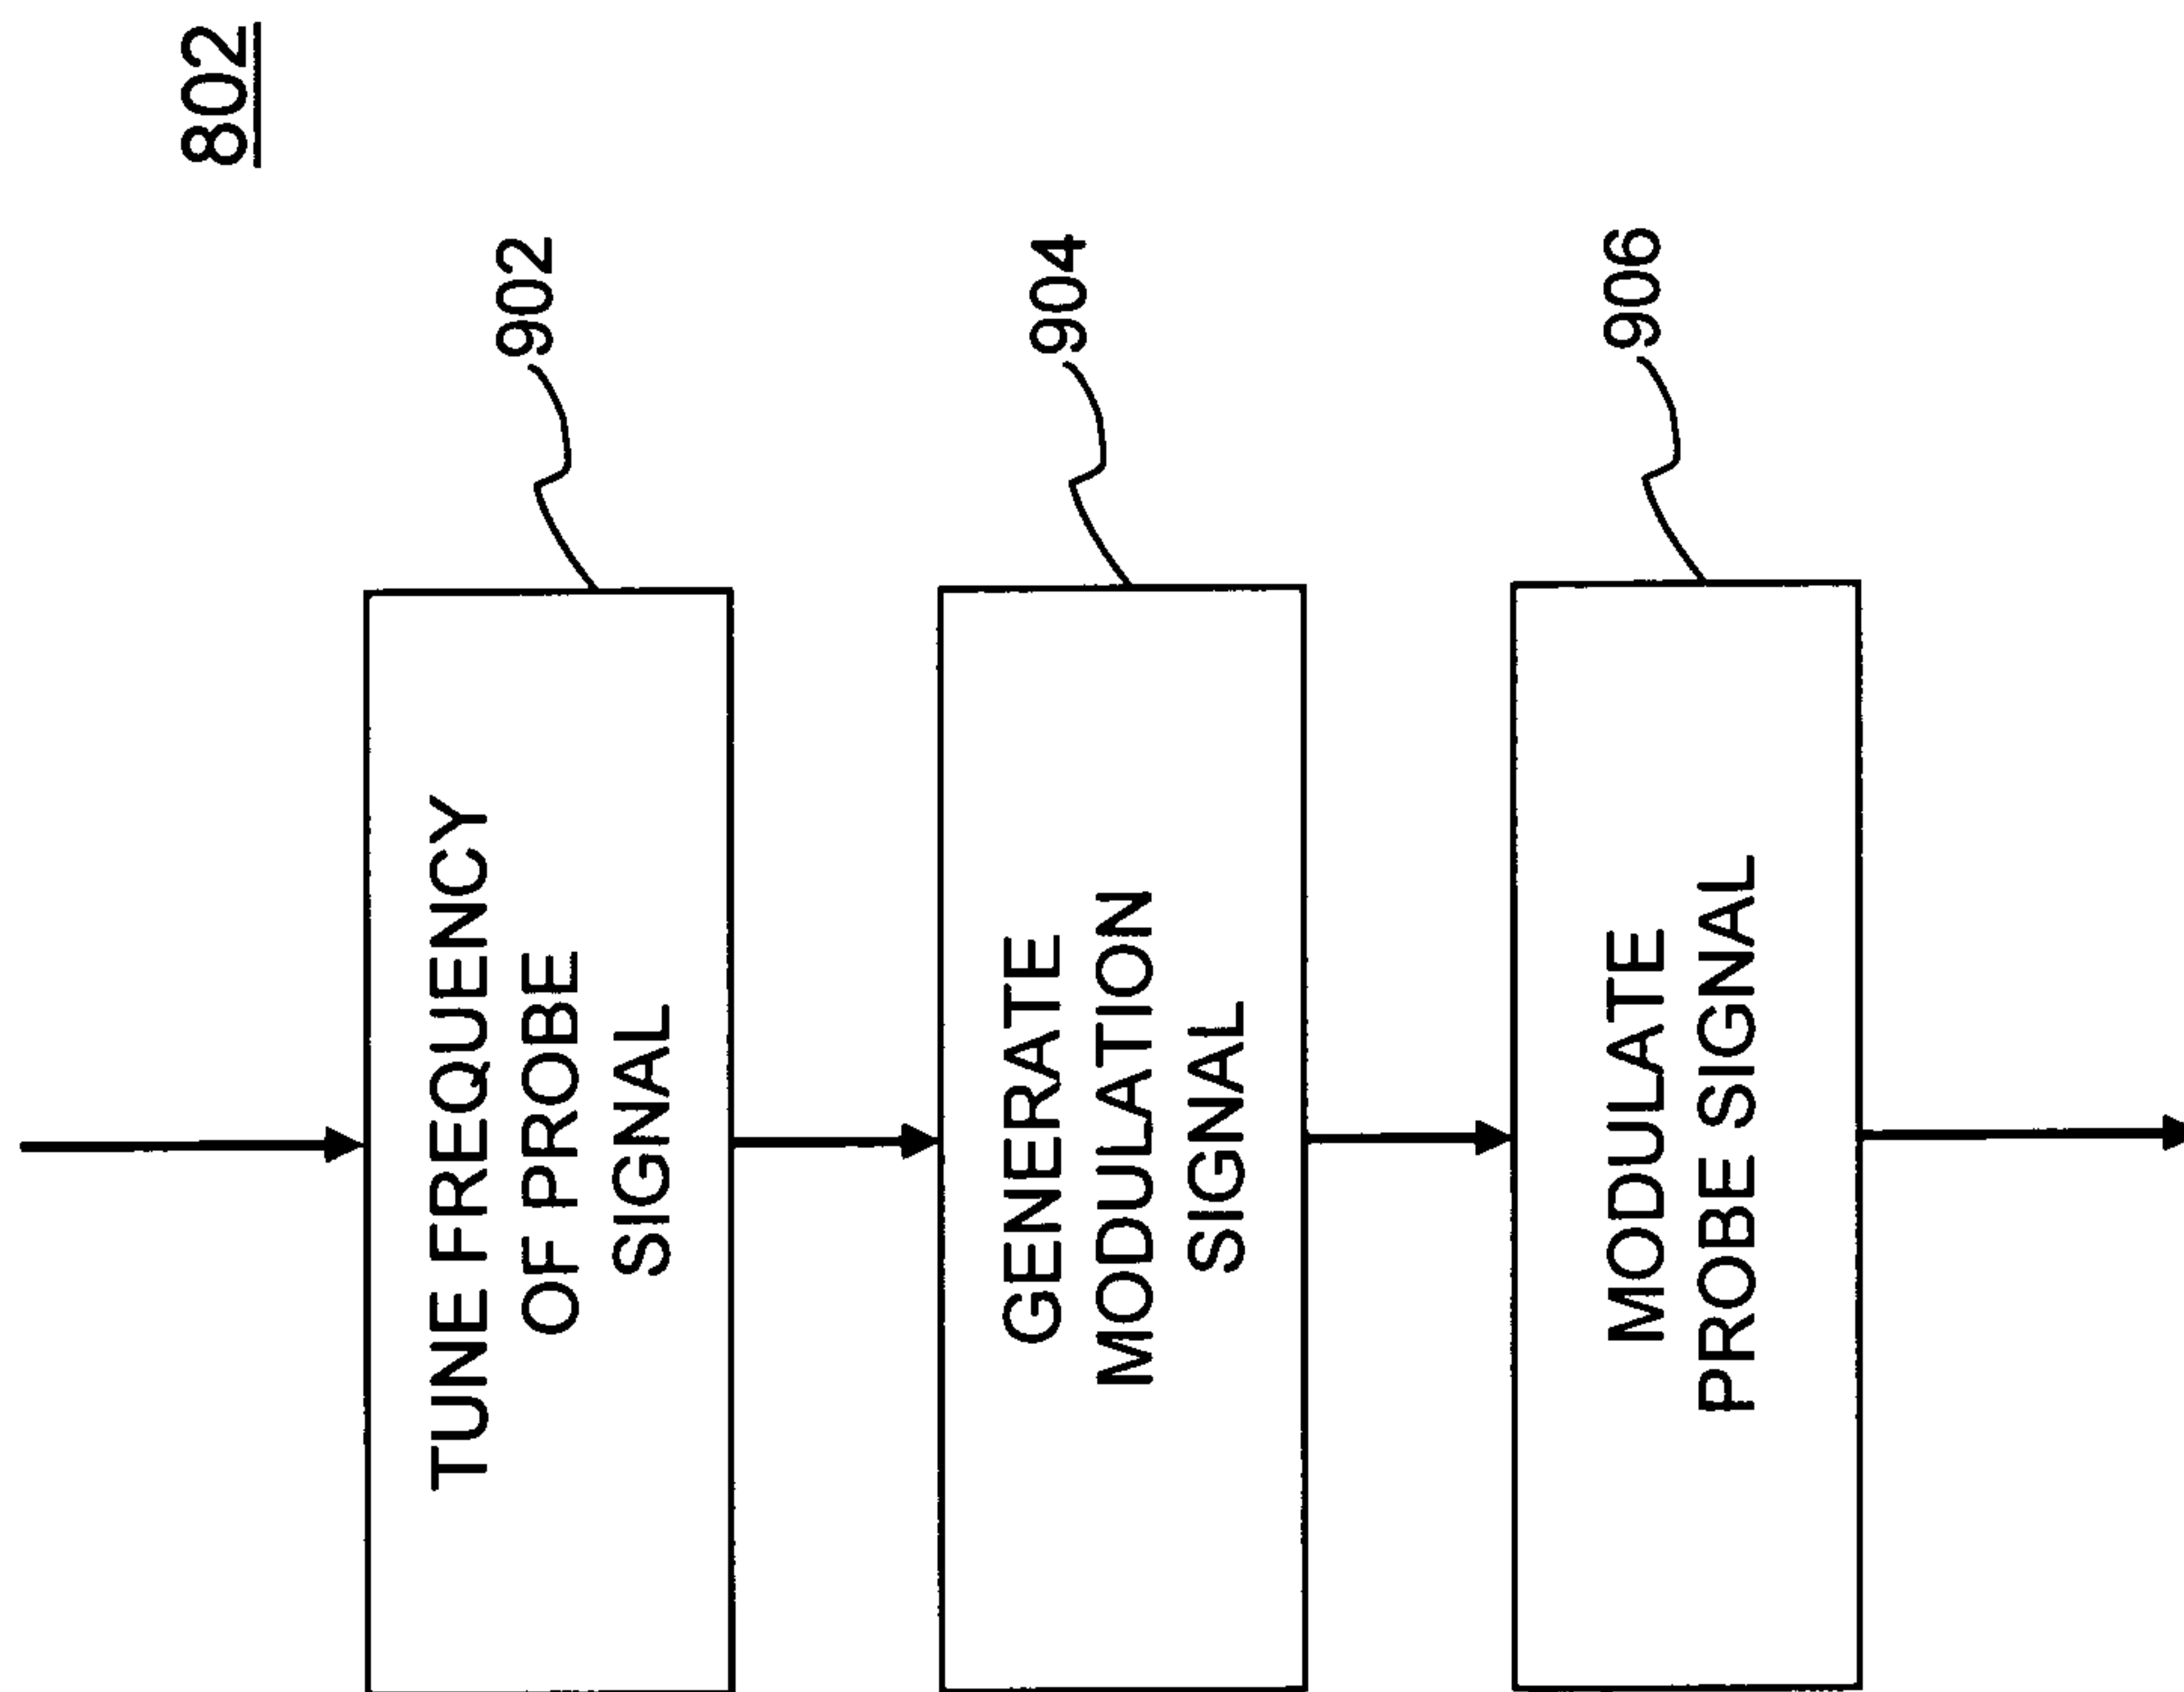 802
TUNE FREQUENCY
OF PROBE
SIGNAL
902
GENERATE
MODULATION
SIGNAL
904
MODULATE
PROBE SIGNAL
906